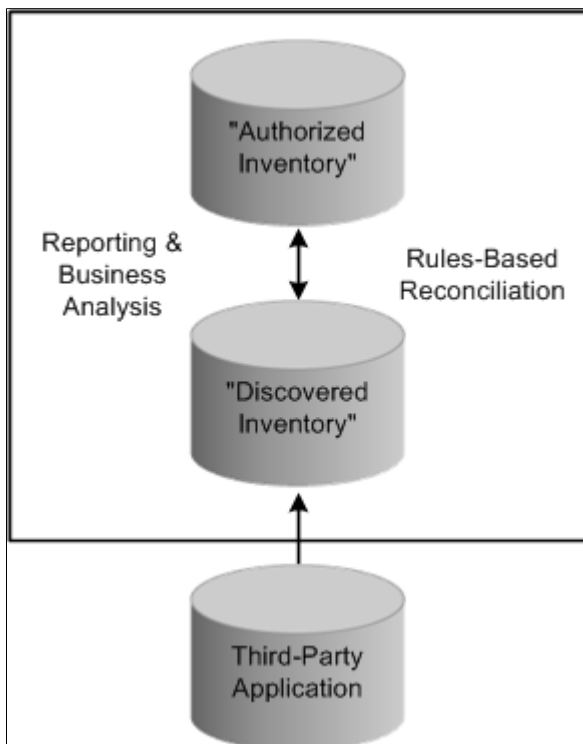 "Authorized
Inventory"
Reporting &
Business
Analysis
Rules-Based
Reconciliation
"Discovered
Inventory"
Third-Party
Application